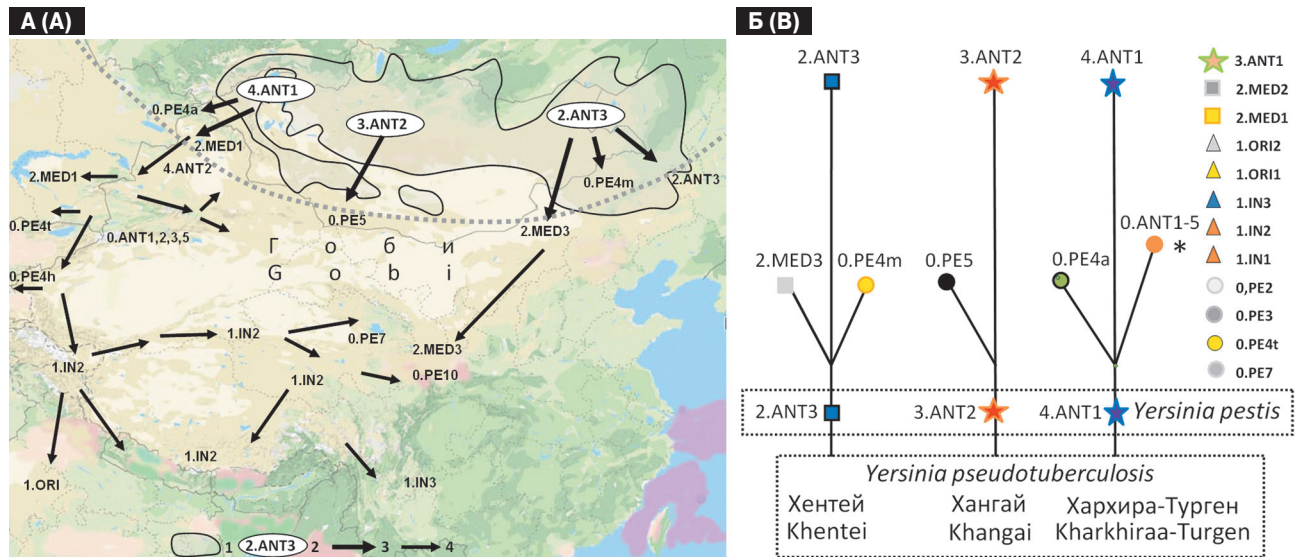 А (A)
4.ANT1
0.PE4a
2.MED1
3.ANT2
2.ANT3
4.ANT2
2.MED1
0.PE4m
2.ANT3
0.PE5
0.PE4t
0.ANT1,2,3,5
2.MED3
Г о б и
G o b i
0.PE4h
1.IN2
0.PE7
2.MED3
1.IN2
1.IN2
0.PE10
1.IN2
1.ORI
1.IN3
1
2.ANT3 2
3
4
Б (B)
2.ANT3
3.ANT2
4.ANT1
2.MED3
0.PE4m
0.PE5
0.PE4a
0.ANT1-5
*
2.ANT3
3.ANT2
4.ANT1
Yersinia pestis
Yersinia pseudotuberculosis
Хентей
Khentei
Хангай
Khangai
Хархира-Турген
Kharkhiraa-Turgen
3.ANT1
2.MED2
2.MED1
1.ORI2
1.ORI1
1.IN3
1.IN2
1.IN1
0,PE2
0.PE3
0.PE4t
0.PE7